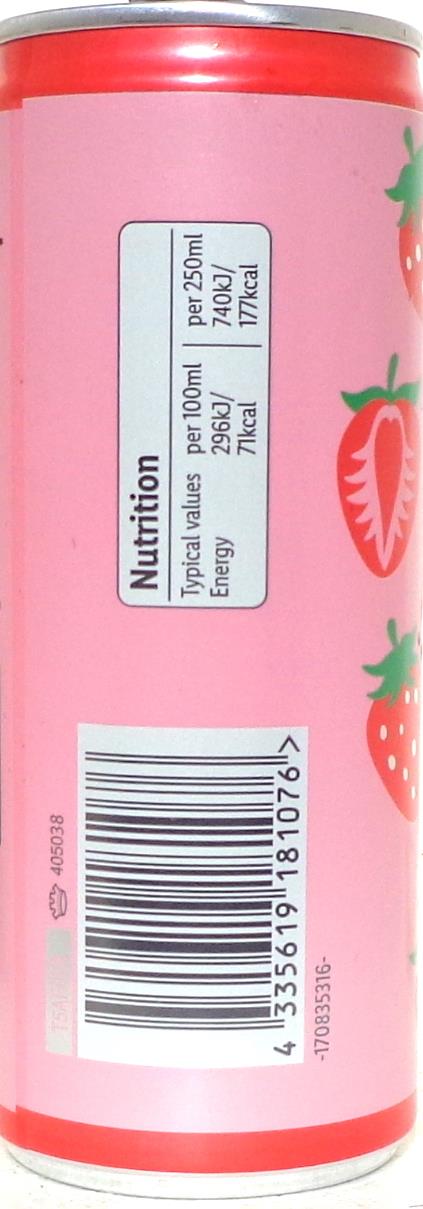 Nutrition
Typical values per 100ml per 250ml
Energy 296kJ/ 740kJ/
71kcal 177kcal
405038
4 335619 181076 >
-170835316-